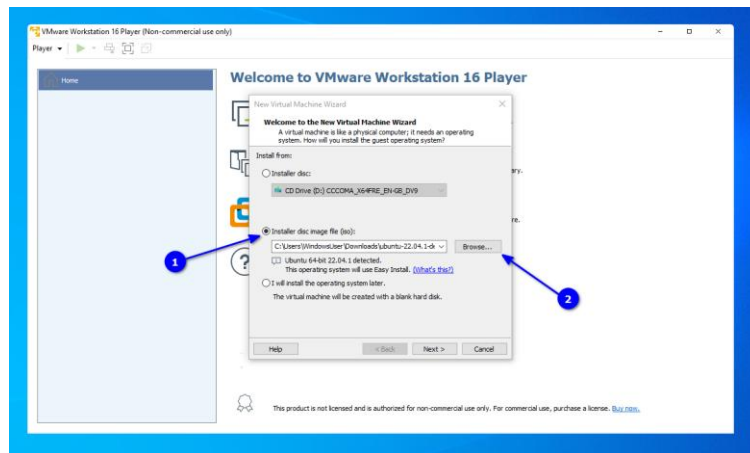 VMware Workstation 16 Player (Non-commercial use only)
Player
Home
Welcome to VMware Workstation 16 Player
New Virtual Machine Wizard
Welcome to the New Virtual Machine Wizard
A virtual machine is like a physical computer; it needs an operating
system. How will you install the guest operating system?
Install from:
Installer disc:
CD Drive (D:) CCCOMA_X64FRE_EN-GB_DV9
ary.
Installer disc image file (iso):
re.
C:\Users\WindowsUser\Downloads\ubuntu-22.04.1-de
Browse...
Ubuntu 64-bit 22.04.1 detected.
This operating system will use Easy Install. (What's this?)
1
I will install the operating system later.
The virtual machine will be created with a blank hard disk.
2
Help
< Back
Next >
Cancel
This product is not licensed and is authorized for non-commercial use only. For commercial use, purchase a license. Buy now.